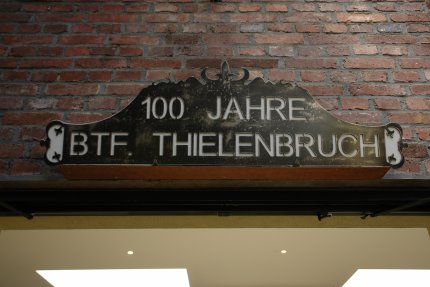 100 JAHRE
BTF. THIELENBRUCH